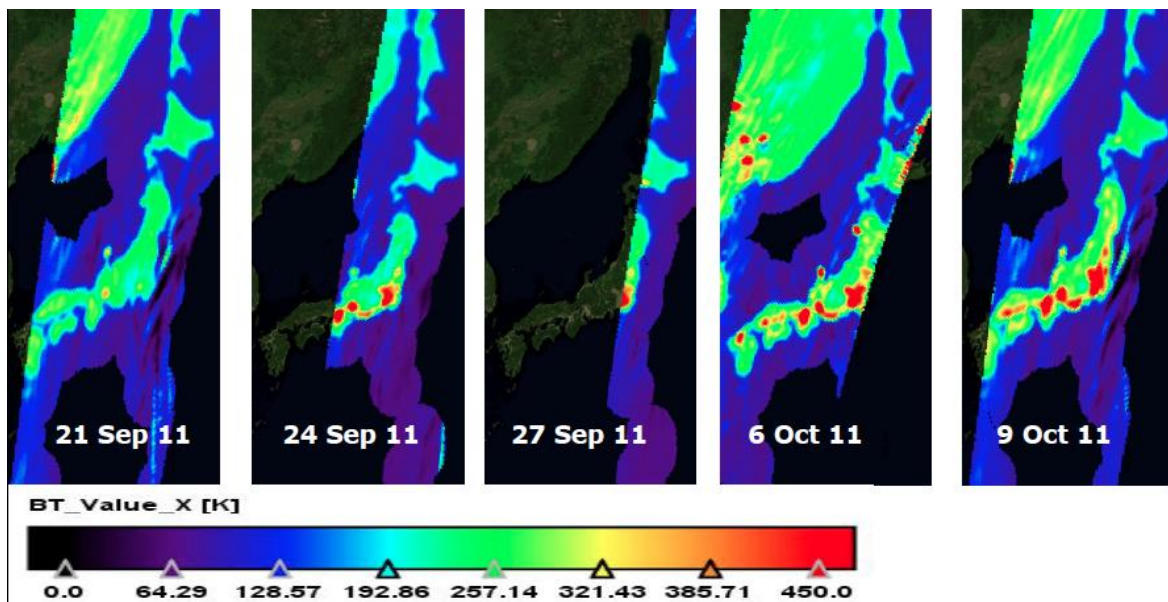 21 Sep 11
24 Sep 11
27 Sep 11
6 Oct 11
9 Oct 11
BT_Value_X [K]
0.0 64.29 128.57 192.86 257.14 321.43 385.71 450.0